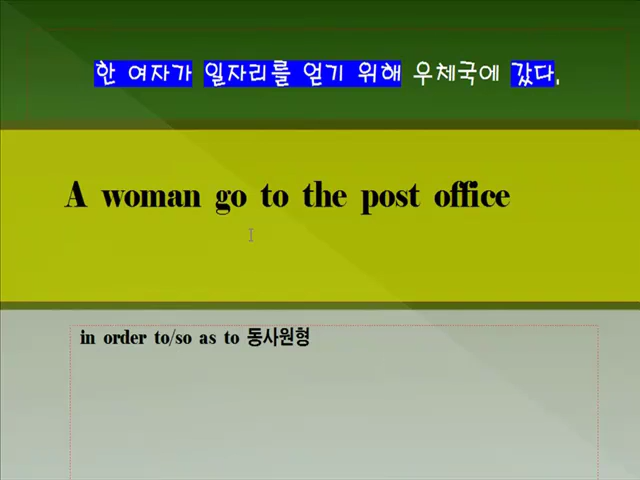 한 여자가 일자리를 얻기 위해 우체국에 갔다.
A woman go to the post office
in order to/so as to 동사원형